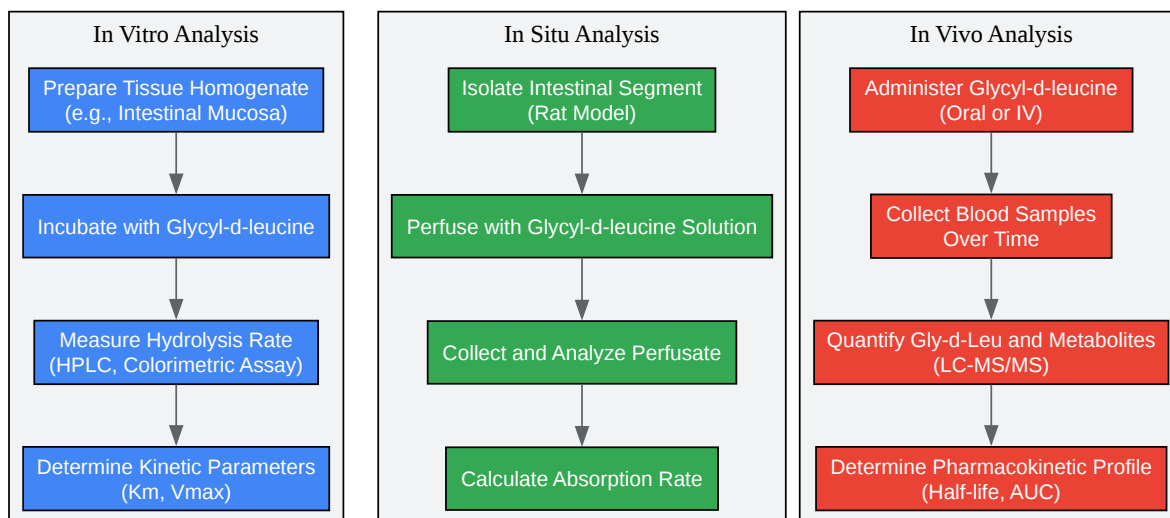 In Vitro Analysis
Prepare Tissue Homogenate
(e.g., Intestinal Mucosa)
Incubate with Glycyl-d-leucine
Measure Hydrolysis Rate
(HPLC, Colorimetric Assay)
Determine Kinetic Parameters
(Km, Vmax)
In Situ Analysis
Isolate Intestinal Segment
(Rat Model)
Perfuse with Glycyl-d-leucine Solution
Collect and Analyze Perfusate
Calculate Absorption Rate
In Vivo Analysis
Administer Glycyl-d-leucine
(Oral or IV)
Collect Blood Samples
Over Time
Quantify Gly-d-Leu and Metabolites
(LC-MS/MS)
Determine Pharmacokinetic Profile
(Half-life, AUC)